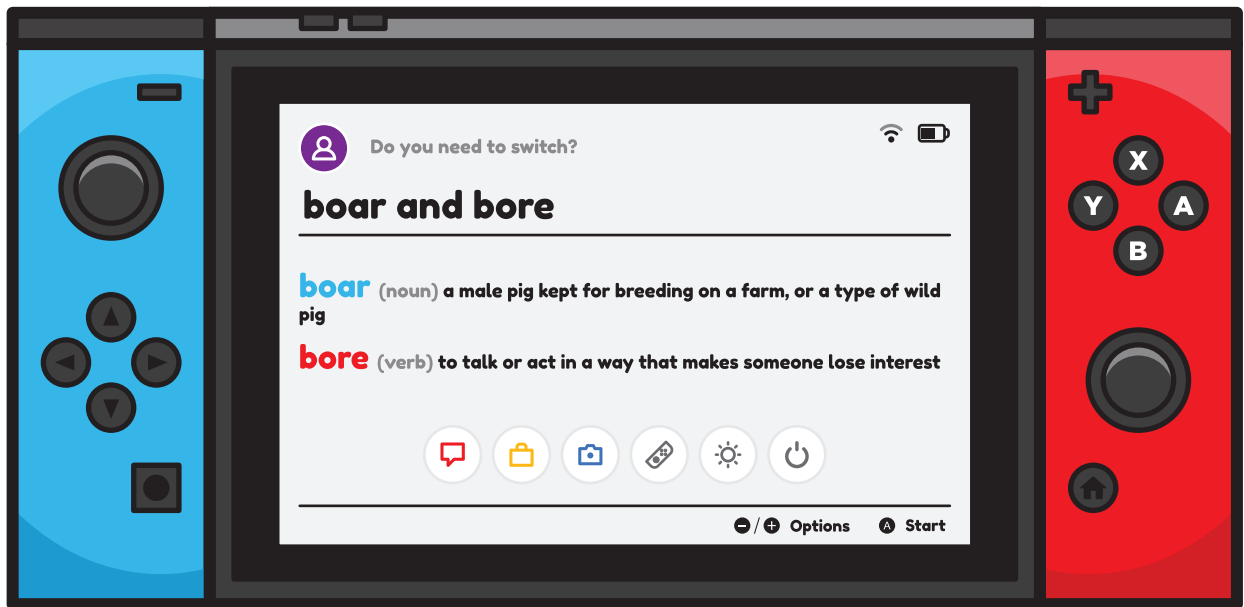 Do you need to switch?
boar and bore
boar (noun) a male pig kept for breeding on a farm, or a type of wild
pig
bore (verb) to talk or act in a way that makes someone lose interest
X
Y A
B
/ Options A Start